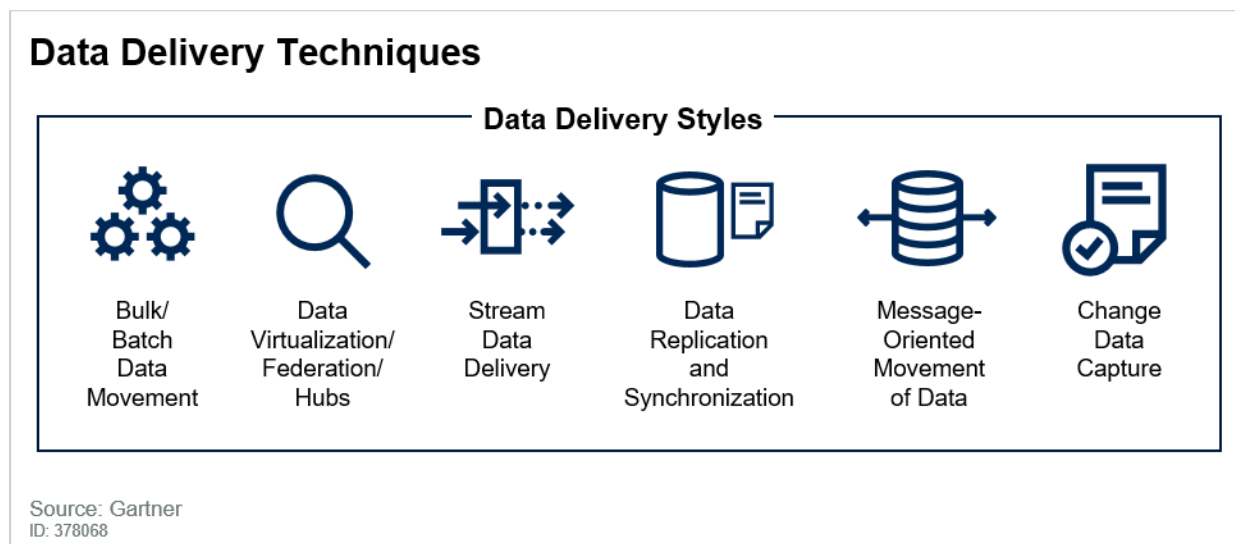 Data Delivery Techniques
Data Delivery Styles
Bulk/
Batch
Data
Movement
Data
Virtualization/
Federation/
Hubs
Stream
Data
Delivery
Data
Replication
and
Synchronization
Message-
Oriented
Movement
of Data
Change
Data
Capture
Source: Gartner
ID: 378068